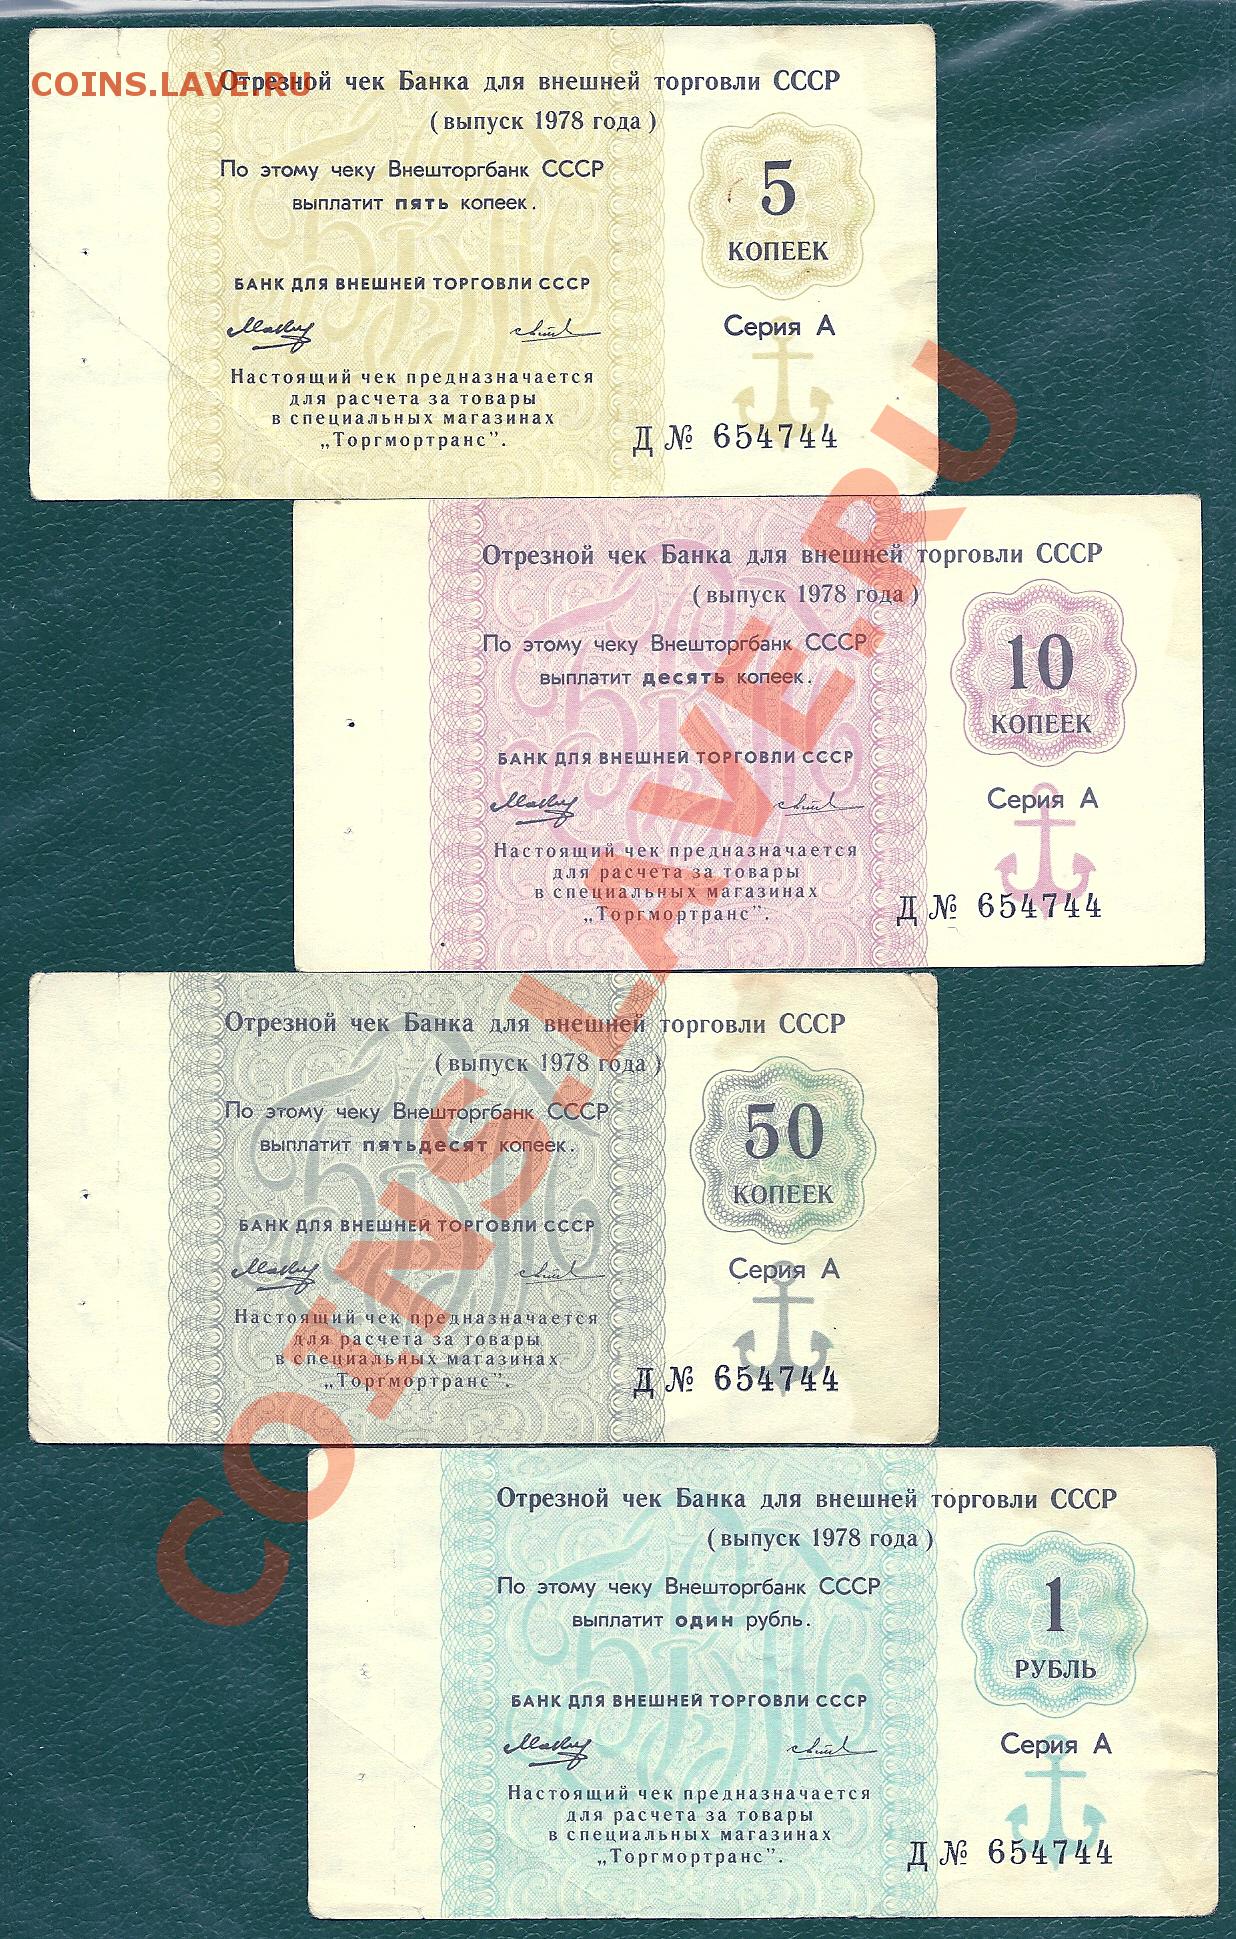 COINS.LAVE.RU
Отрезной чек Банка для внешней торговли СССР
(выпуск 1978 года)
По этому чеку Внешторгбанк СССР
выплатит пять копеек.
5
КОПЕЕК
БАНК ДЛЯ ВНЕШНЕЙ ТОРГОВЛИ СССР
Серия А
Настоящий чек предназначается
для расчета за товары
в специальных магазинах
„Торгмортранс”.
Д № 654744
Отрезной чек Банка для внешней торговли СССР
(выпуск 1978 года)
По этому чеку Внешторгбанк СССР
выплатит десять копеек.
10
КОПЕЕК
БАНК ДЛЯ ВНЕШНЕЙ ТОРГОВЛИ СССР
Серия А
Настоящий чек предназначается
для расчета за товары
в специальных магазинах
„Торгмортранс”.
Д № 654744
Отрезной чек Банка для внешней торговли СССР
(выпуск 1978 года)
По этому чеку Внешторгбанк СССР
выплатит пятьдесят копеек.
50
КОПЕЕК
БАНК ДЛЯ ВНЕШНЕЙ ТОРГОВЛИ СССР
Серия А
Настоящий чек предназначается
для расчета за товары
в специальных магазинах
„Торгмортранс”.
Д № 654744
Отрезной чек Банка для внешней торговли СССР
(выпуск 1978 года)
По этому чеку Внешторгбанк СССР
выплатит один рубль.
1
РУБЛЬ
БАНК ДЛЯ ВНЕШНЕЙ ТОРГОВЛИ СССР
Серия А
Настоящий чек предназначается
для расчета за товары
в специальных магазинах
„Торгмортранс”.
Д № 654744
COINS.LAVE.RU